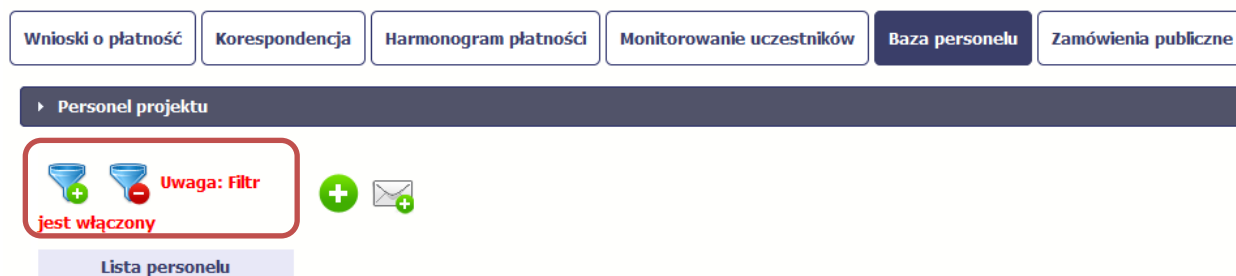 Wnioski o płatność Korespondencja Harmonogram płatności Monitorowanie uczestników Baza personelu Zamówienia publiczne
Personel projektu
Uwaga: Filtr
jest włączony
Lista personelu